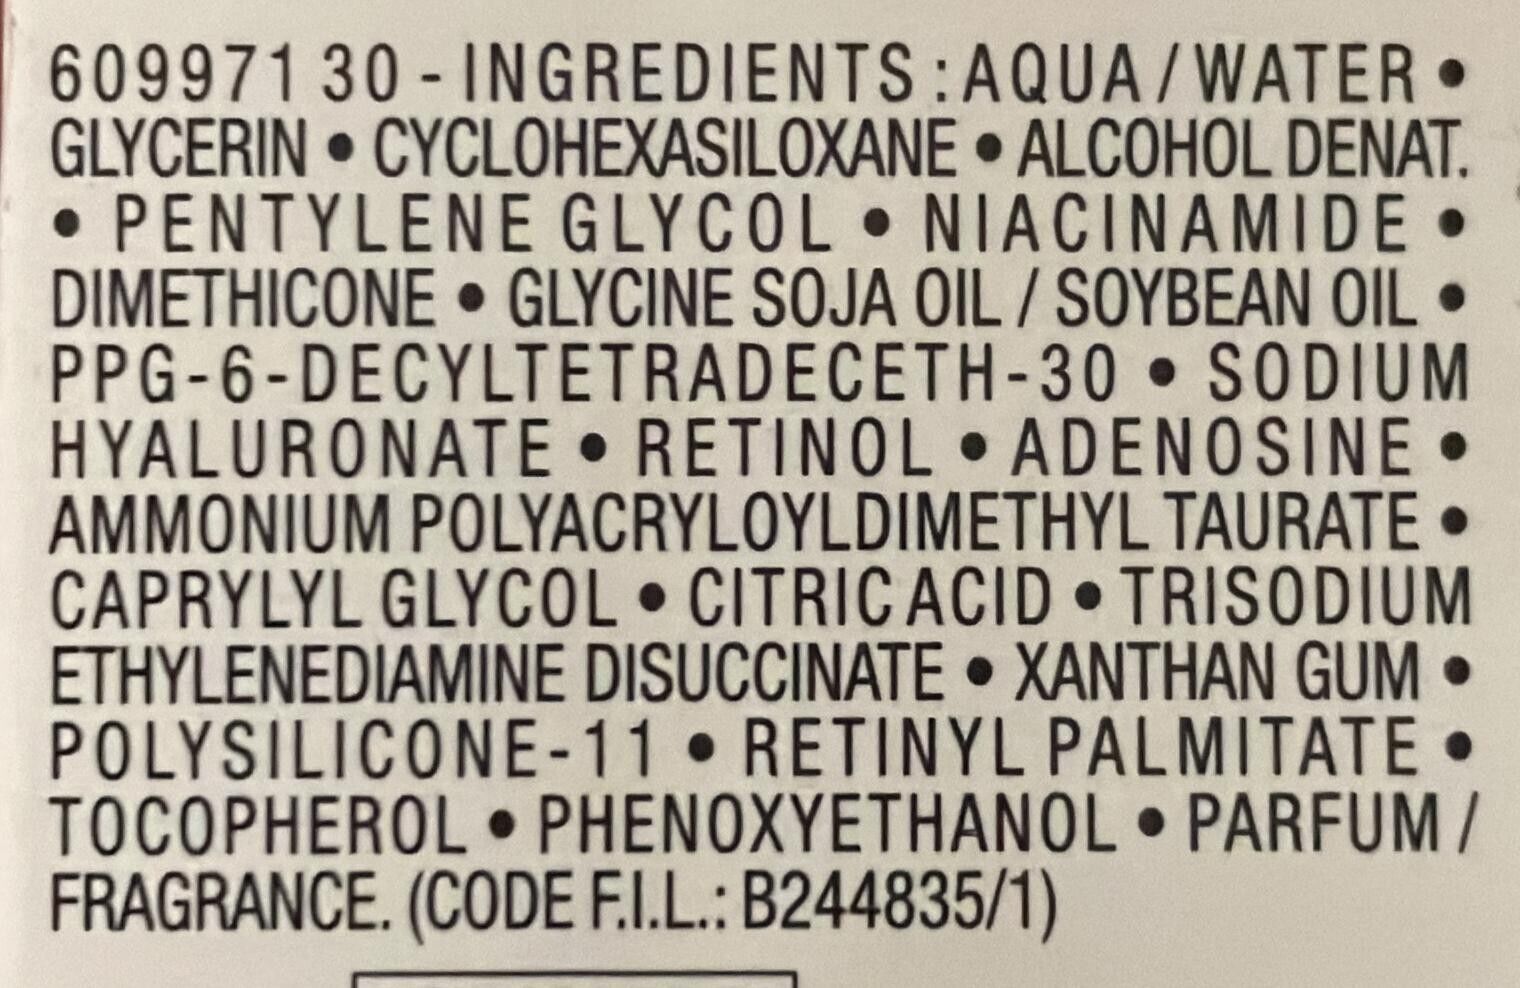 609971 30 - INGREDIENTS : AQUA / WATER •
GLYCERIN • CYCLOHEXASILOXANE • ALCOHOL DENAT.
• PENTYLENE GLYCOL • NIACINAMIDE •
DIMETHICONE • GLYCINE SOJA OIL / SOYBEAN OIL •
PPG-6-DECYLTETRADECETH-30 • SODIUM
HYALURONATE • RETINOL • ADENOSINE •
AMMONIUM POLYACRYLOYLDIMETHYL TAURATE •
CAPRYLYL GLYCOL • CITRIC ACID • TRISODIUM
ETHYLENEDIAMINE DISUCCINATE • XANTHAN GUM •
POLYSILICONE-11 • RETINYL PALMITATE •
TOCOPHEROL • PHENOXYETHANOL • PARFUM /
FRAGRANCE. (CODE F.I.L.: B244835/1)